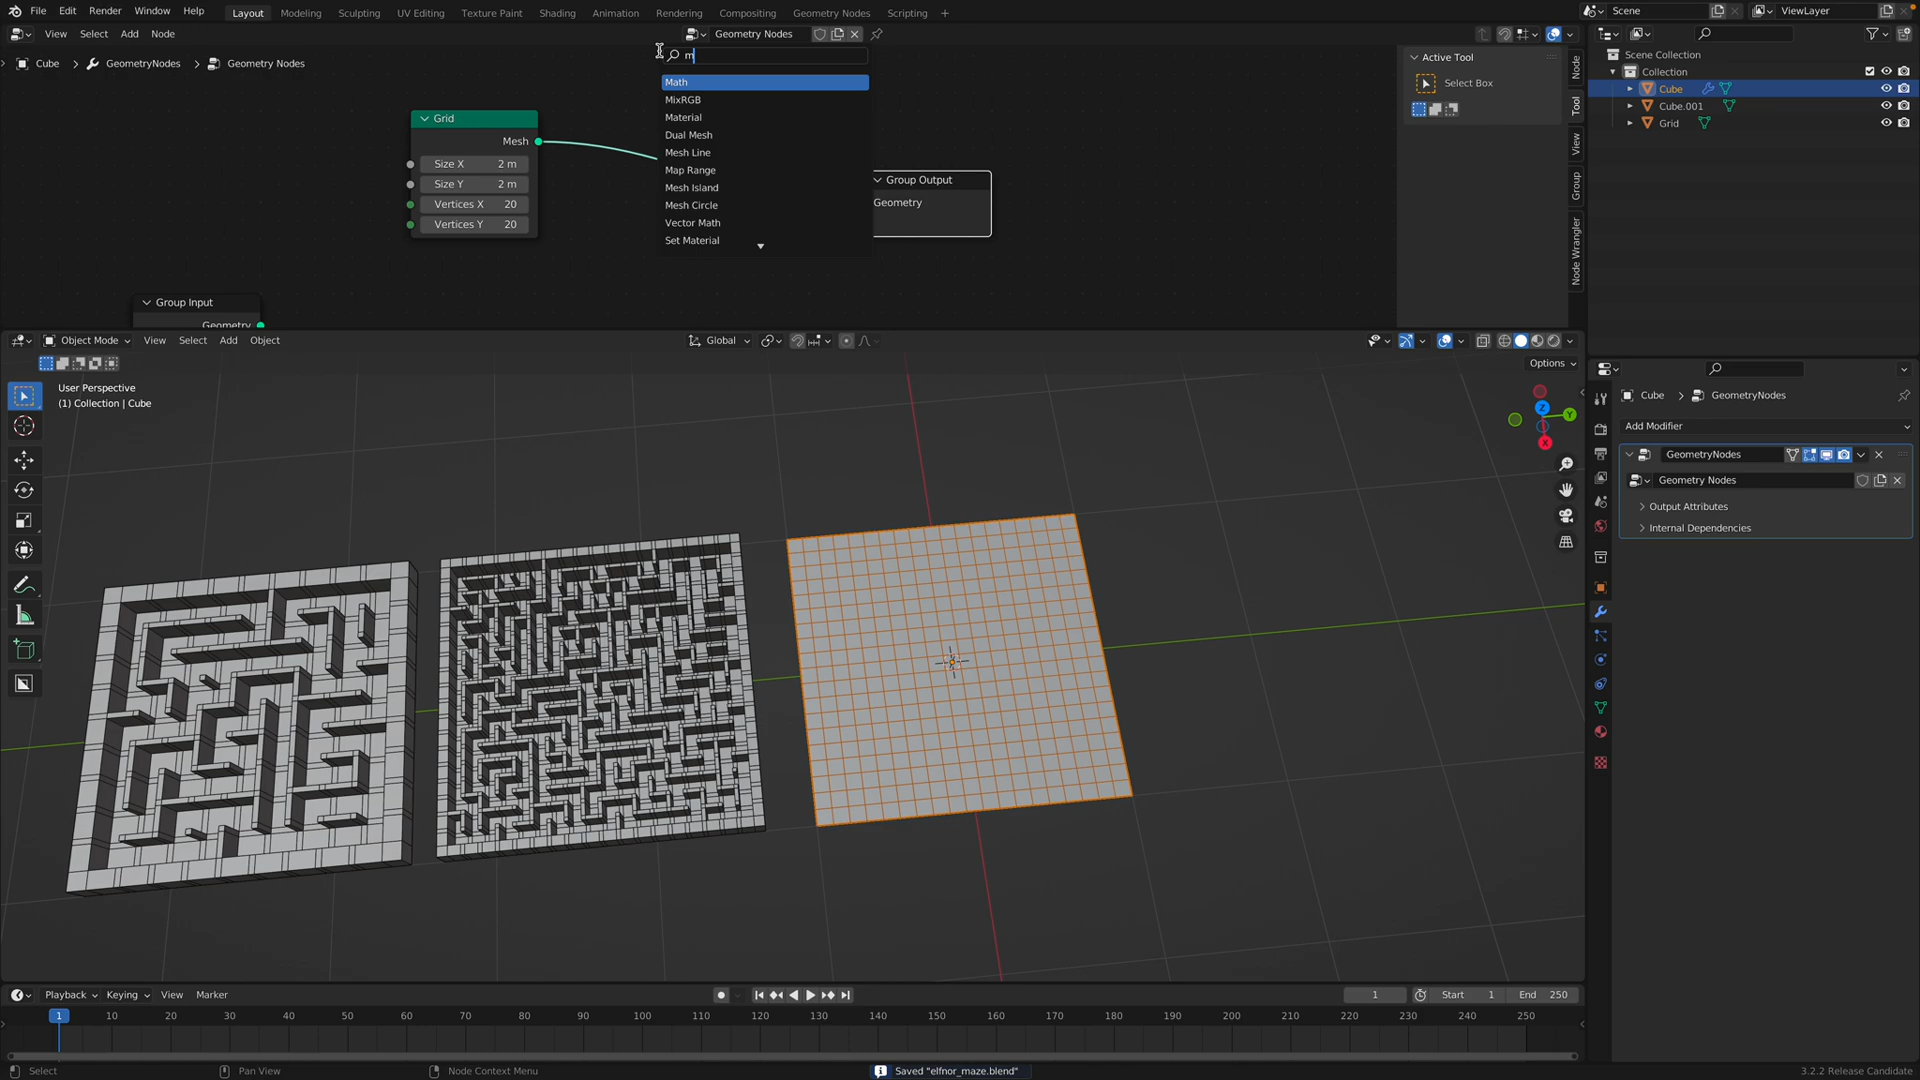 File Edit Render Window Help Layout Modeling Sculpting UV Editing Texture Paint Shading Animation Rendering Compositing Geometry Nodes Scripting + Scene ViewLayer
View Select Add Node Geometry Nodes
Cube > GeometryNodes > Geometry Nodes
m
Math
MixRGB
Material
Dual Mesh
Mesh Line
Map Range
Mesh Island
Mesh Circle
Vector Math
Set Material
Grid
Mesh
Size X 2 m
Size Y 2 m
Vertices X 20
Vertices Y 20
Group Input
Geometry
Group Output
Geometry
Active Tool
Select Box
Node
Tool
View
Group
Node Wrangler
Scene Collection
Collection
Cube
Cube.001
Grid
Object Mode View Select Add Object Global
Options
User Perspective
(1) Collection | Cube
Z
Y
X
Cube > GeometryNodes
Add Modifier
GeometryNodes
Geometry Nodes
Output Attributes
Internal Dependencies
Playback Keying View Marker 1 Start 1 End 250
1 10 20 30 40 50 60 70 80 90 100 110 120 130 140 150 160 170 180 190 200 210 220 230 240 250
Select Pan View Node Context Menu Saved "elfnor_maze.blend" 3.2.2 Release Candidate